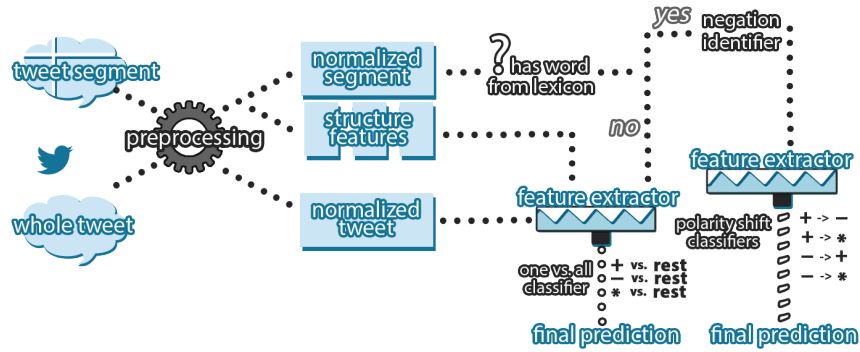 tweet segment
whole tweet
preprocessing
normalized
segment
structure
features
normalized
tweet
?
has word
from lexicon
yes
no
negation
identifier
feature extractor
one vs. all
classifier
+ vs. rest
– vs. rest
* vs. rest
final prediction
feature extractor
polarity shift
classifiers
+ -> –
+ -> *
– -> +
– -> *
final prediction